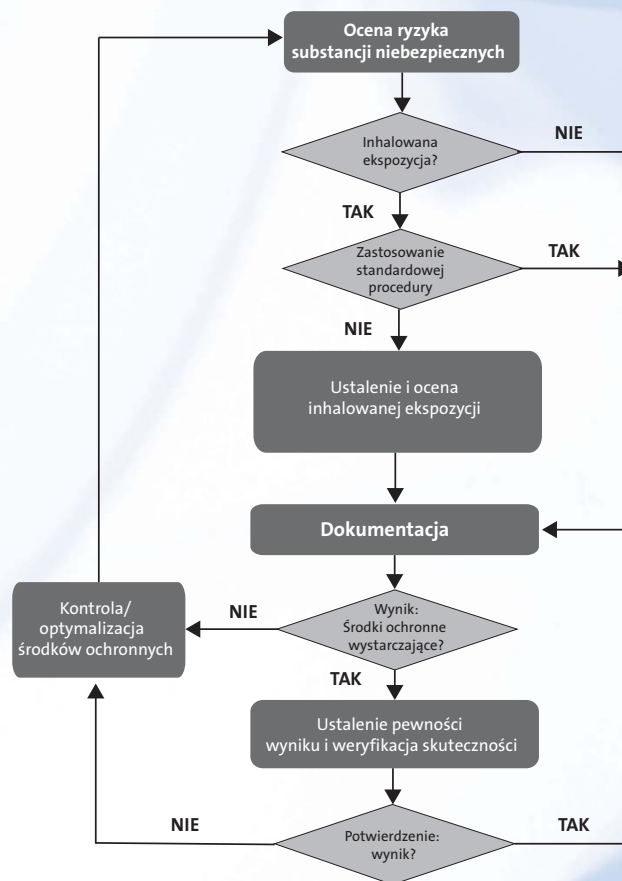 Ocena ryzyka
substancji niebezpiecznych
Inhalowana
ekspozycja?
NIE
TAK
Zastosowanie
standardowej
procedury
TAK
NIE
Ustalenie i ocena
inhalowanej ekspozycji
Dokumentacja
Kontrola/
optymalizacja
środków ochronnych
NIE
Wynik:
Środki ochronne
wystarczające?
TAK
Ustalenie pewności
wyniku i weryfikacja skuteczności
NIE
Potwierdzenie:
wynik?
TAK